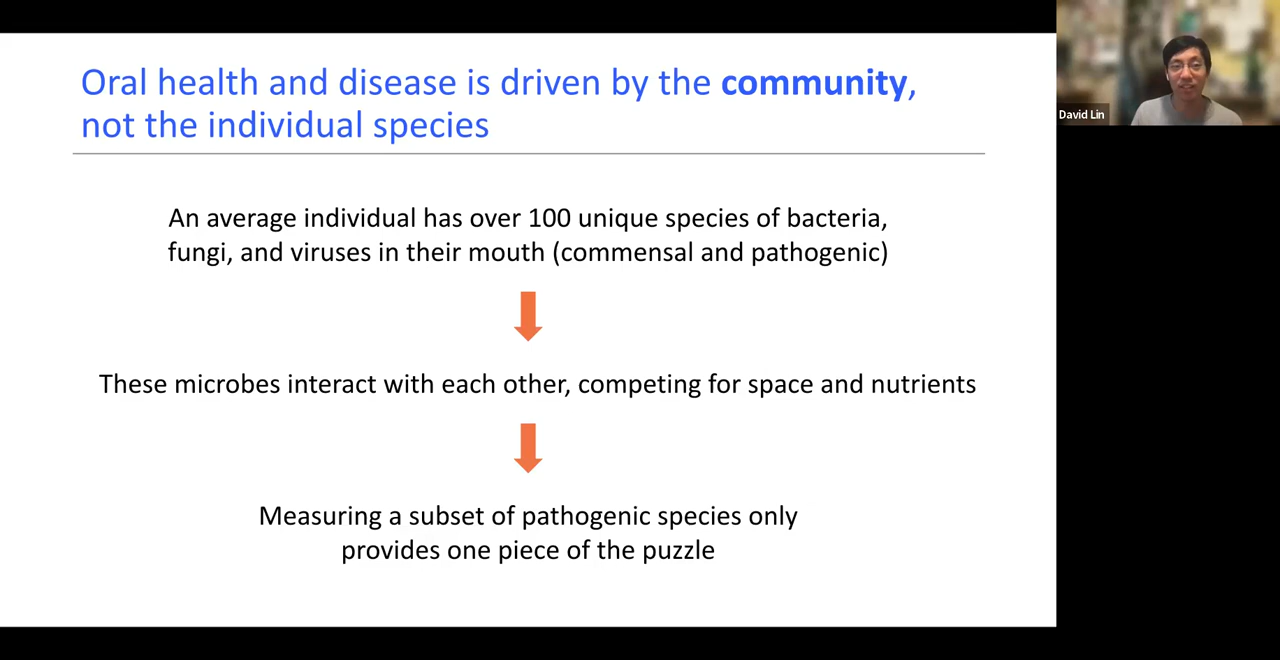 Oral health and disease is driven by the community,
not the individual species
An average individual has over 100 unique species of bacteria,
fungi, and viruses in their mouth (commensal and pathogenic)
These microbes interact with each other, competing for space and nutrients
Measuring a subset of pathogenic species only
provides one piece of the puzzle
David Lin